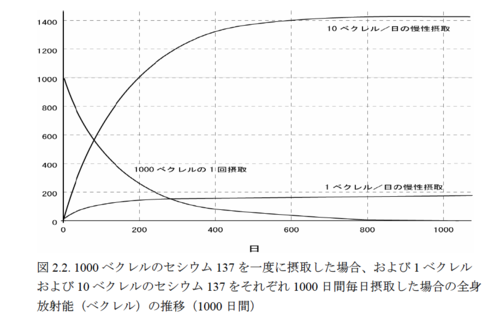 1400
10ベクレル／日の慢性摂取
1200
1000
800
600
400
1000ベクレルの1回摂取
200
1ベクレル／日の慢性摂取
0
0 200 400 600 800 1000
日
図 2.2. 1000 ベクレルのセシウム 137 を一度に摂取した場合、および 1 ベクレル
および 10 ベクレルのセシウム 137 をそれぞれ 1000 日間毎日摂取した場合の全身
放射能（ベクレル）の推移（1000 日間）